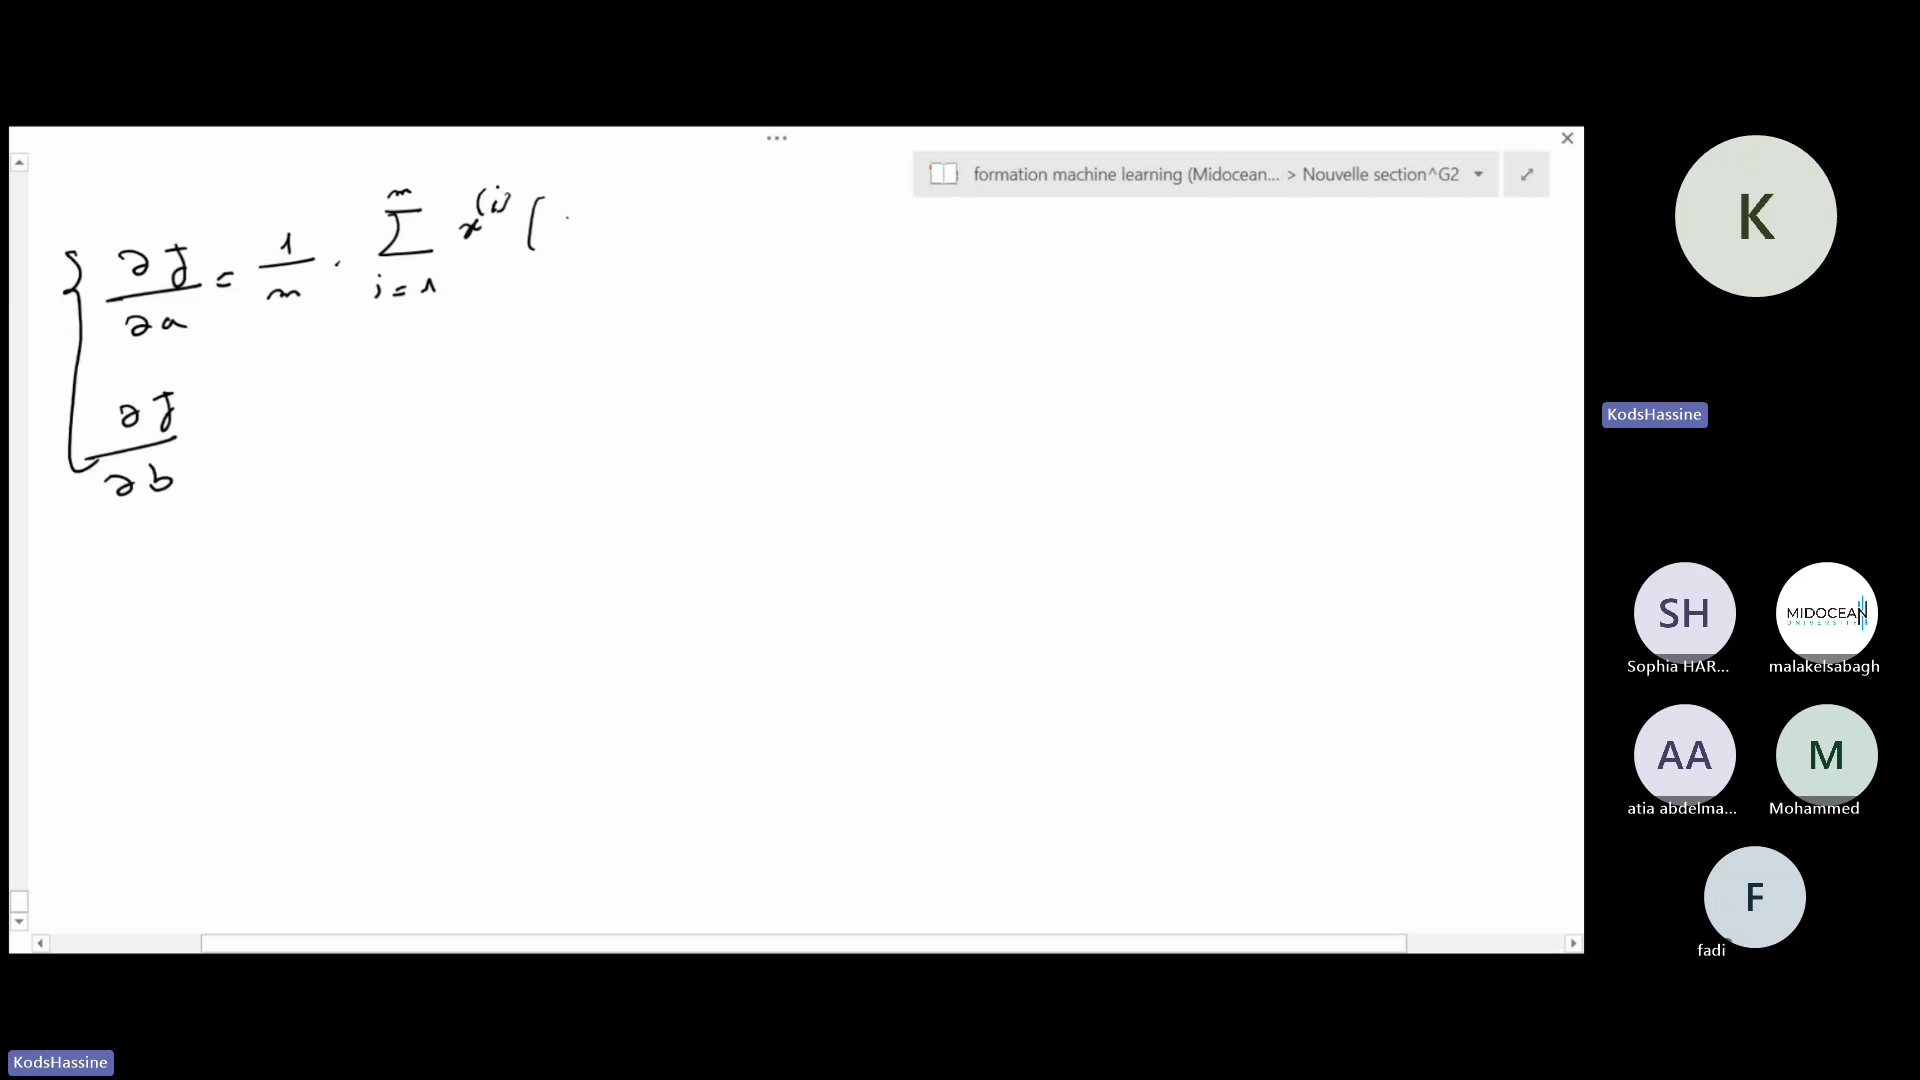 formation machine learning (Midocean... > Nouvelle section^G2
∂J/∂a = 1/m · Σ_{i=1}^{m} x^{(i)} (
∂J/∂b
K
KodsHassine
SH
Sophia HAR...
MIDOCEAN
UNIVERSITY
malakelsabagh
AA
atia abdelma...
M
Mohammed
F
fadi
KodsHassine